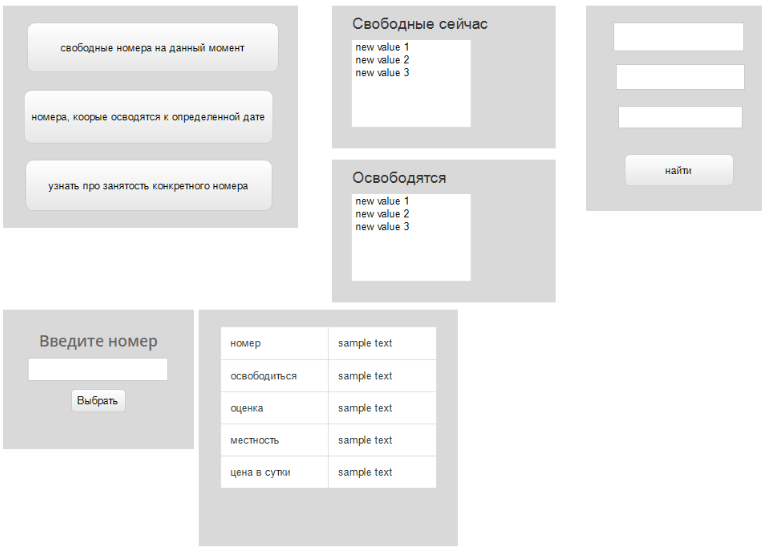 свободные номера на данный момент
номера, коорые осводятся к определенной дате
узнать про занятость конкретного номера
Свободные сейчас
new value 1
new value 2
new value 3
Освободятся
new value 1
new value 2
new value 3
найти
Введите номер
Выбрать
номер sample text
освободиться sample text
оценка sample text
местность sample text
цена в сутки sample text